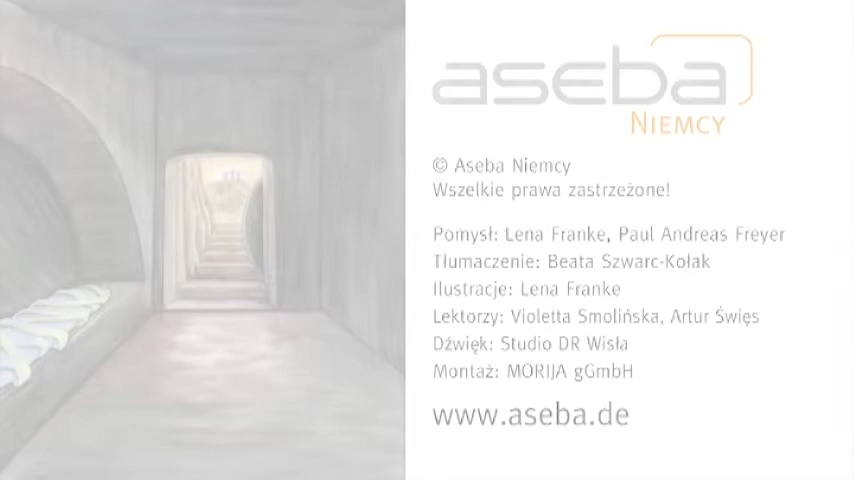 aseba
NIEMCY
© Aseba Niemcy
Wszelkie prawa zastrzeżone!
Pomysł: Lena Franke, Paul Andreas Freyer
Tłumaczenie: Beata Szwarc-Kołak
Ilustracje: Lena Franke
Lektorzy: Violetta Smolińska, Artur Święs
Dźwięk: Studio DR Wisła
Montaż: MORIJA gGmbH
www.aseba.de